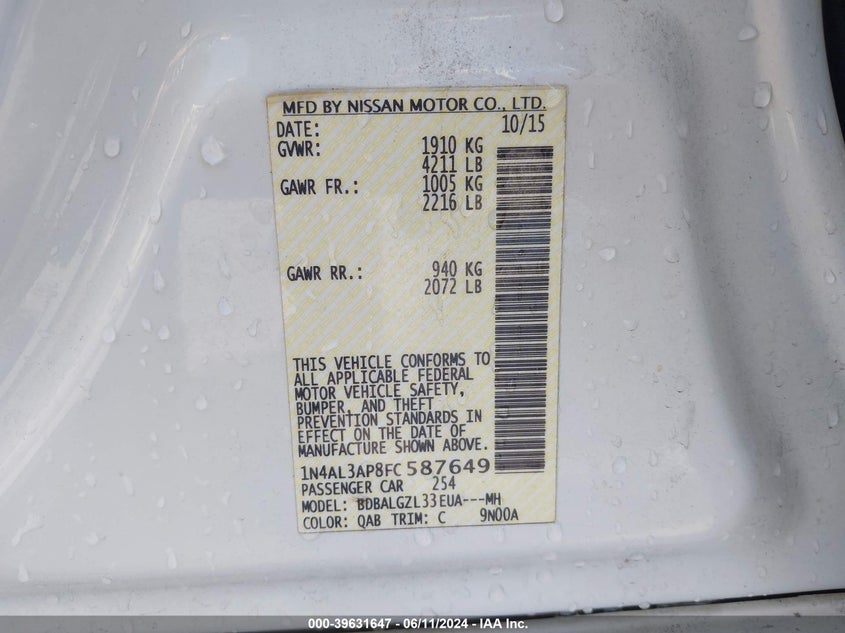 MFD BY NISSAN MOTOR CO., LTD.
DATE: 10/15
GVWR: 1910 KG
4211 LB
GAWR FR.: 1005 KG
2216 LB
GAWR RR.: 940 KG
2072 LB
THIS VEHICLE CONFORMS TO
ALL APPLICABLE FEDERAL
MOTOR VEHICLE SAFETY,
BUMPER, AND THEFT
PREVENTION STANDARDS IN
EFFECT ON THE DATE OF
MANUFACTURE SHOWN ABOVE.
1N4AL3AP8FC587649
PASSENGER CAR 254
MODEL: BDBALGZL33EUA---MH
COLOR: QAB TRIM: C 9N00A
000-39631647 - 06/11/2024 - IAA Inc.